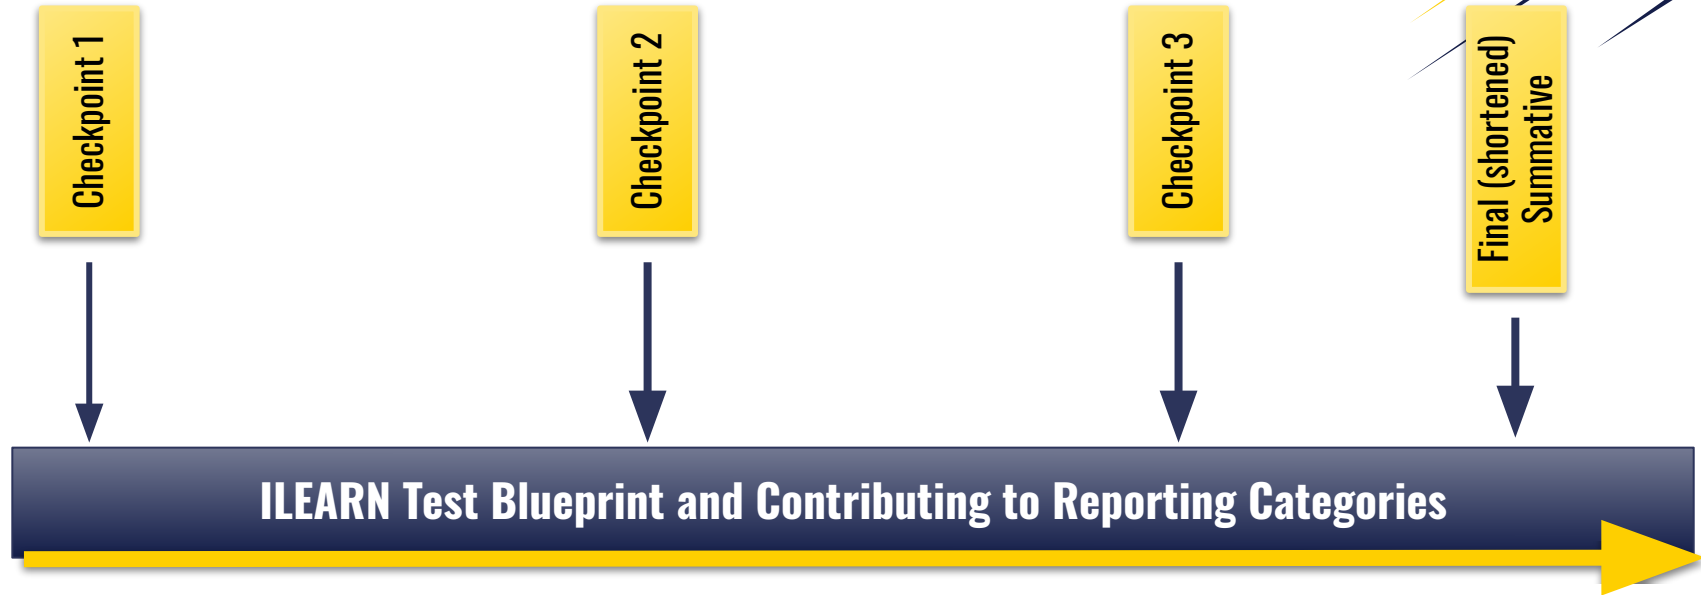 Checkpoint 1
Checkpoint 2
Checkpoint 3
Final (shortened)
Summative
ILEARN Test Blueprint and Contributing to Reporting Categories